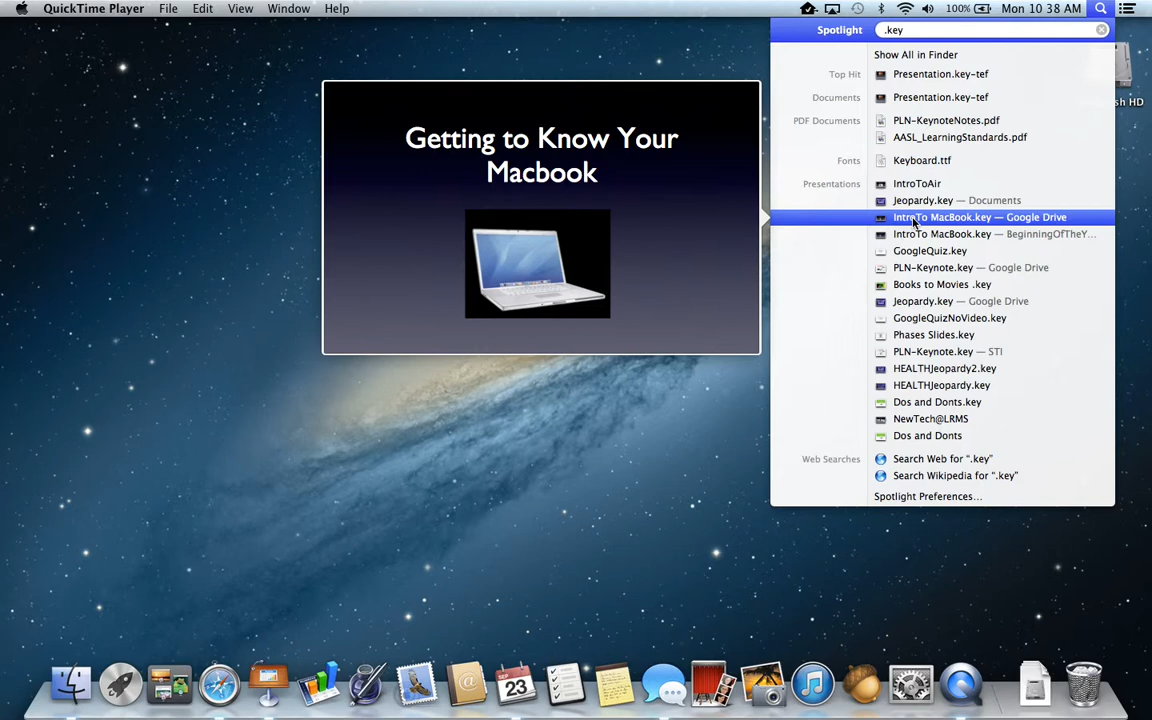 QuickTime Player File Edit View Window Help 100% Mon 10 38 AM
Spotlight .key
Show All in Finder
Top Hit Presentation.key-tef
Documents Presentation.key-tef
PDF Documents PLN-KeynoteNotes.pdf
AASL_LearningStandards.pdf
Fonts Keyboard.ttf
Presentations IntroToAir
Jeopardy.key — Documents
IntroTo MacBook.key — Google Drive
IntroTo MacBook.key — BeginningOfTheY...
GoogleQuiz.key
PLN-Keynote.key — Google Drive
Books to Movies .key
Jeopardy.key — Google Drive
GoogleQuizNoVideo.key
Phases Slides.key
PLN-Keynote.key — STI
HEALTHJeopardy2.key
HEALTHJeopardy.key
Dos and Donts.key
NewTech@LRMS
Dos and Donts
Web Searches Search Web for “.key”
Search Wikipedia for “.key”
Spotlight Preferences...
Getting to Know Your
Macbook
HD
SEP
23